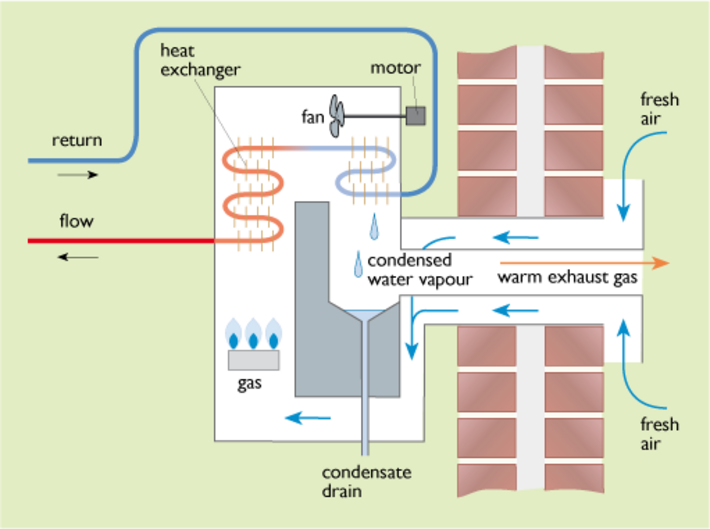 heat
exchanger
motor
fan
fresh
air
return
flow
condensed
water vapour
warm exhaust gas
gas
fresh
air
condensate
drain